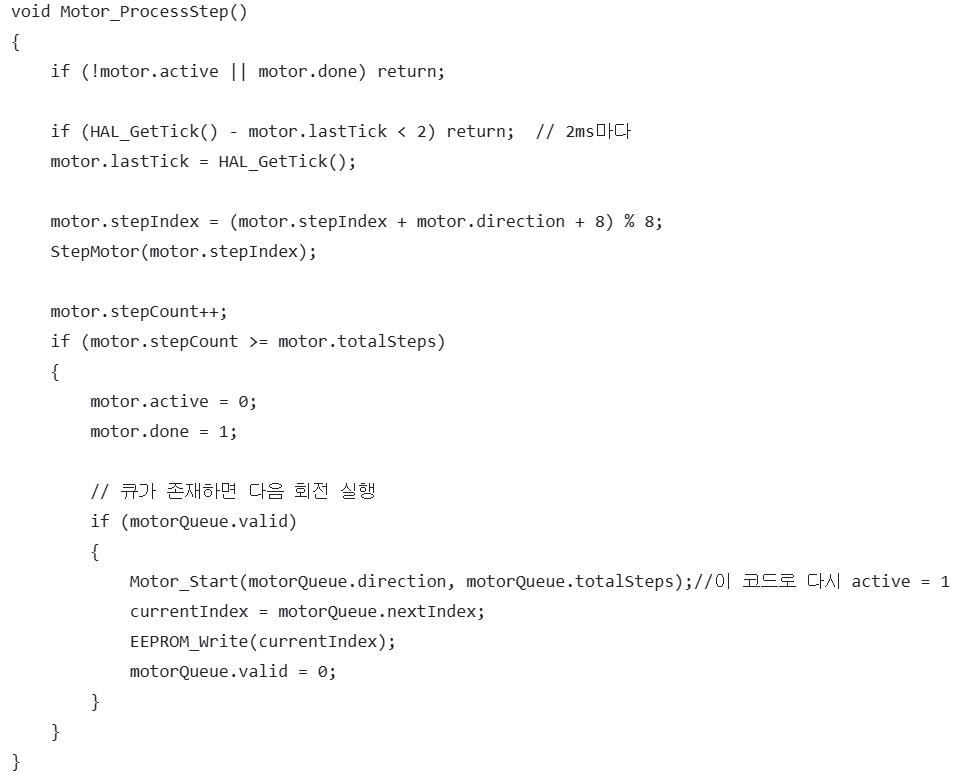 void Motor_ProcessStep()
{
    if (!motor.active || motor.done) return;

    if (HAL_GetTick() - motor.lastTick < 2) return;  // 2ms마다
    motor.lastTick = HAL_GetTick();

    motor.stepIndex = (motor.stepIndex + motor.direction + 8) % 8;
    StepMotor(motor.stepIndex);

    motor.stepCount++;
    if (motor.stepCount >= motor.totalSteps)
    {
        motor.active = 0;
        motor.done = 1;

        // 큐가 존재하면 다음 회전 실행
        if (motorQueue.valid)
        {
            Motor_Start(motorQueue.direction, motorQueue.totalSteps);//이 코드로 다시 active = 1
            currentIndex = motorQueue.nextIndex;
            EEPROM_Write(currentIndex);
            motorQueue.valid = 0;
        }
    }
}